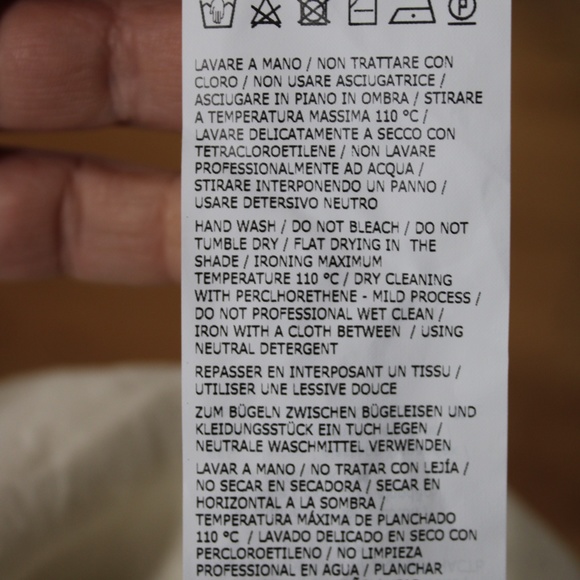 LAVARE A MANO / NON TRATTARE CON
CLORO / NON USARE ASCIUGATRICE /
ASCIUGARE IN PIANO IN OMBRA / STIRARE
A TEMPERATURA MASSIMA 110 °C /
LAVARE DELICATAMENTE A SECCO CON
TETRACLOROETILENE / NON LAVARE
PROFESSIONALMENTE AD ACQUA /
STIRARE INTERPONENDO UN PANNO /
USARE DETERSIVO NEUTRO
HAND WASH / DO NOT BLEACH / DO NOT
TUMBLE DRY / FLAT DRYING IN THE
SHADE / IRONING MAXIMUM
TEMPERATURE 110 °C / DRY CLEANING
WITH PERCLHORETHENE - MILD PROCESS /
DO NOT PROFESSIONAL WET CLEAN /
IRON WITH A CLOTH BETWEEN / USING
NEUTRAL DETERGENT
REPASSER EN INTERPOSANT UN TISSU /
UTILISER UNE LESSIVE DOUCE
ZUM BÜGELN ZWISCHEN BÜGELEISEN UND
KLEIDUNGSSTÜCK EIN TUCH LEGEN /
NEUTRALE WASCHMITTEL VERWENDEN
LAVAR A MANO / NO TRATAR CON LEJÍA /
NO SECAR EN SECADORA / SECAR EN
HORIZONTAL A LA SOMBRA /
TEMPERATURA MÁXIMA DE PLANCHADO
110 °C / LAVADO DELICADO EN SECO CON
PERCLOROETILENO / NO LIMPIEZA
PROFESSIONAL EN AGUA / PLANCHAR